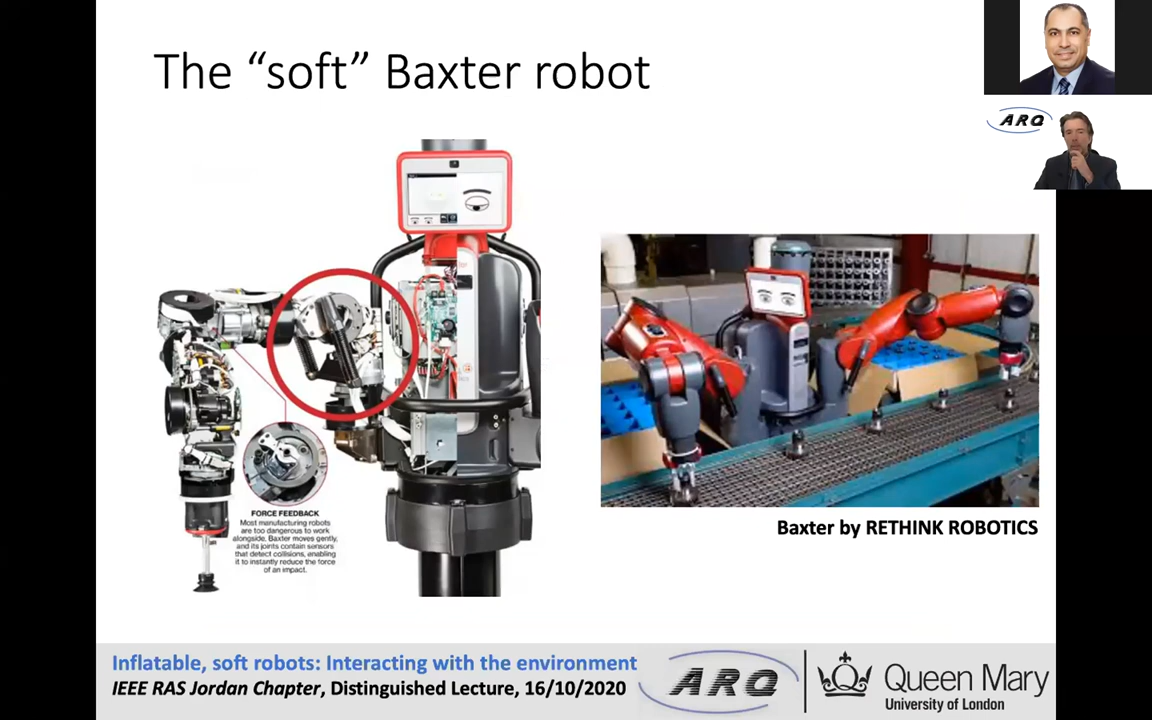 The “soft” Baxter robot
ARQ
FORCE FEEDBACK
Most manufacturing robots
are too dangerous to work
alongside. Baxter moves gently,
and its joints contain sensors
that detect collisions, enabling
it to instantly reduce the force
of an impact.
Baxter by RETHINK ROBOTICS
Inflatable, soft robots: Interacting with the environment
IEEE RAS Jordan Chapter, Distinguished Lecture, 16/10/2020
ARQ
Queen Mary
University of London